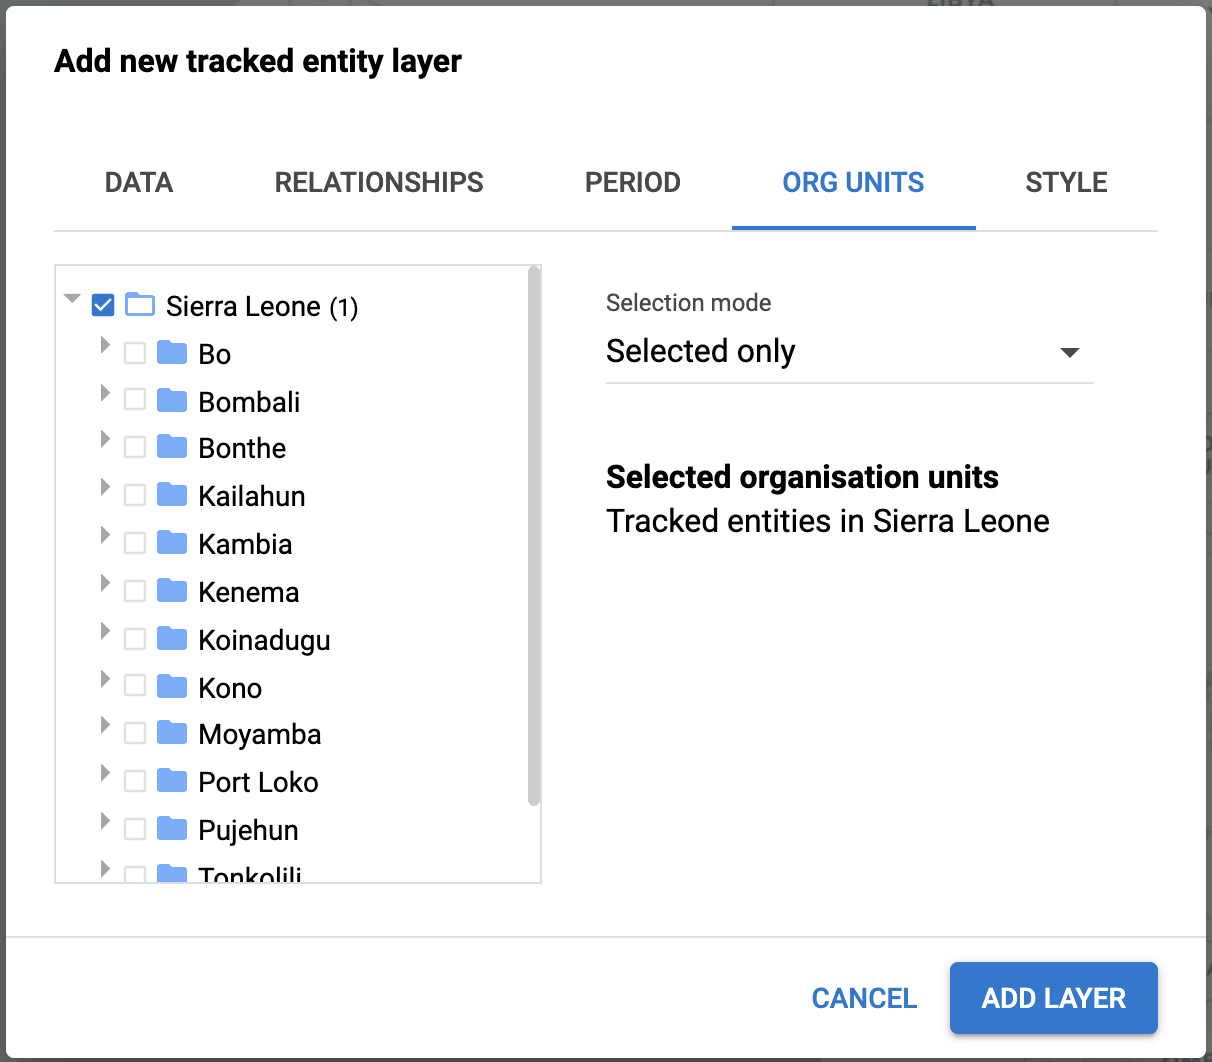 Add new tracked entity layer
DATA RELATIONSHIPS PERIOD ORG UNITS STYLE
Sierra Leone (1)
Bo
Bombali
Bonthe
Kailahun
Kambia
Kenema
Koinadugu
Kono
Moyamba
Port Loko
Pujehun
Tonkolili
Selection mode
Selected only
Selected organisation units
Tracked entities in Sierra Leone
CANCEL ADD LAYER